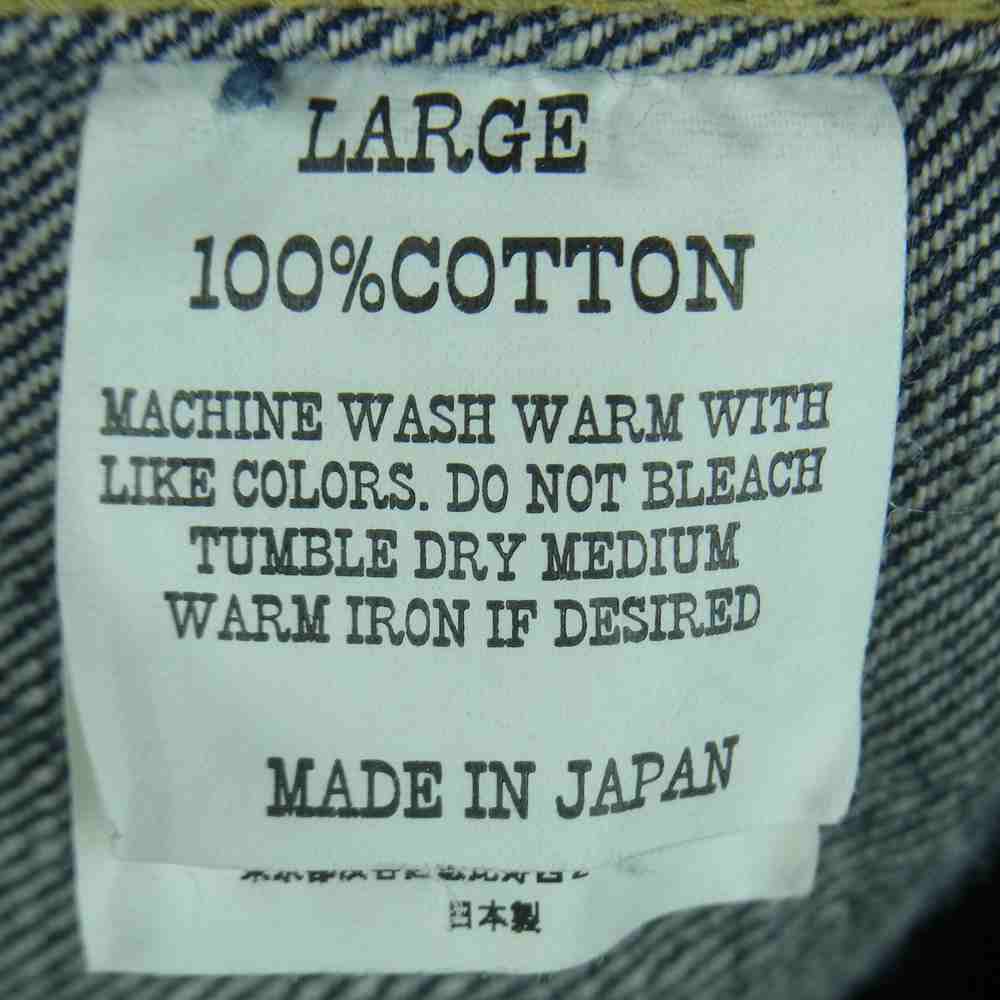 LARGE
100%COTTON
MACHINE WASH WARM WITH
LIKE COLORS. DO NOT BLEACH
TUMBLE DRY MEDIUM
WARM IRON IF DESIRED
MADE IN JAPAN
日本製